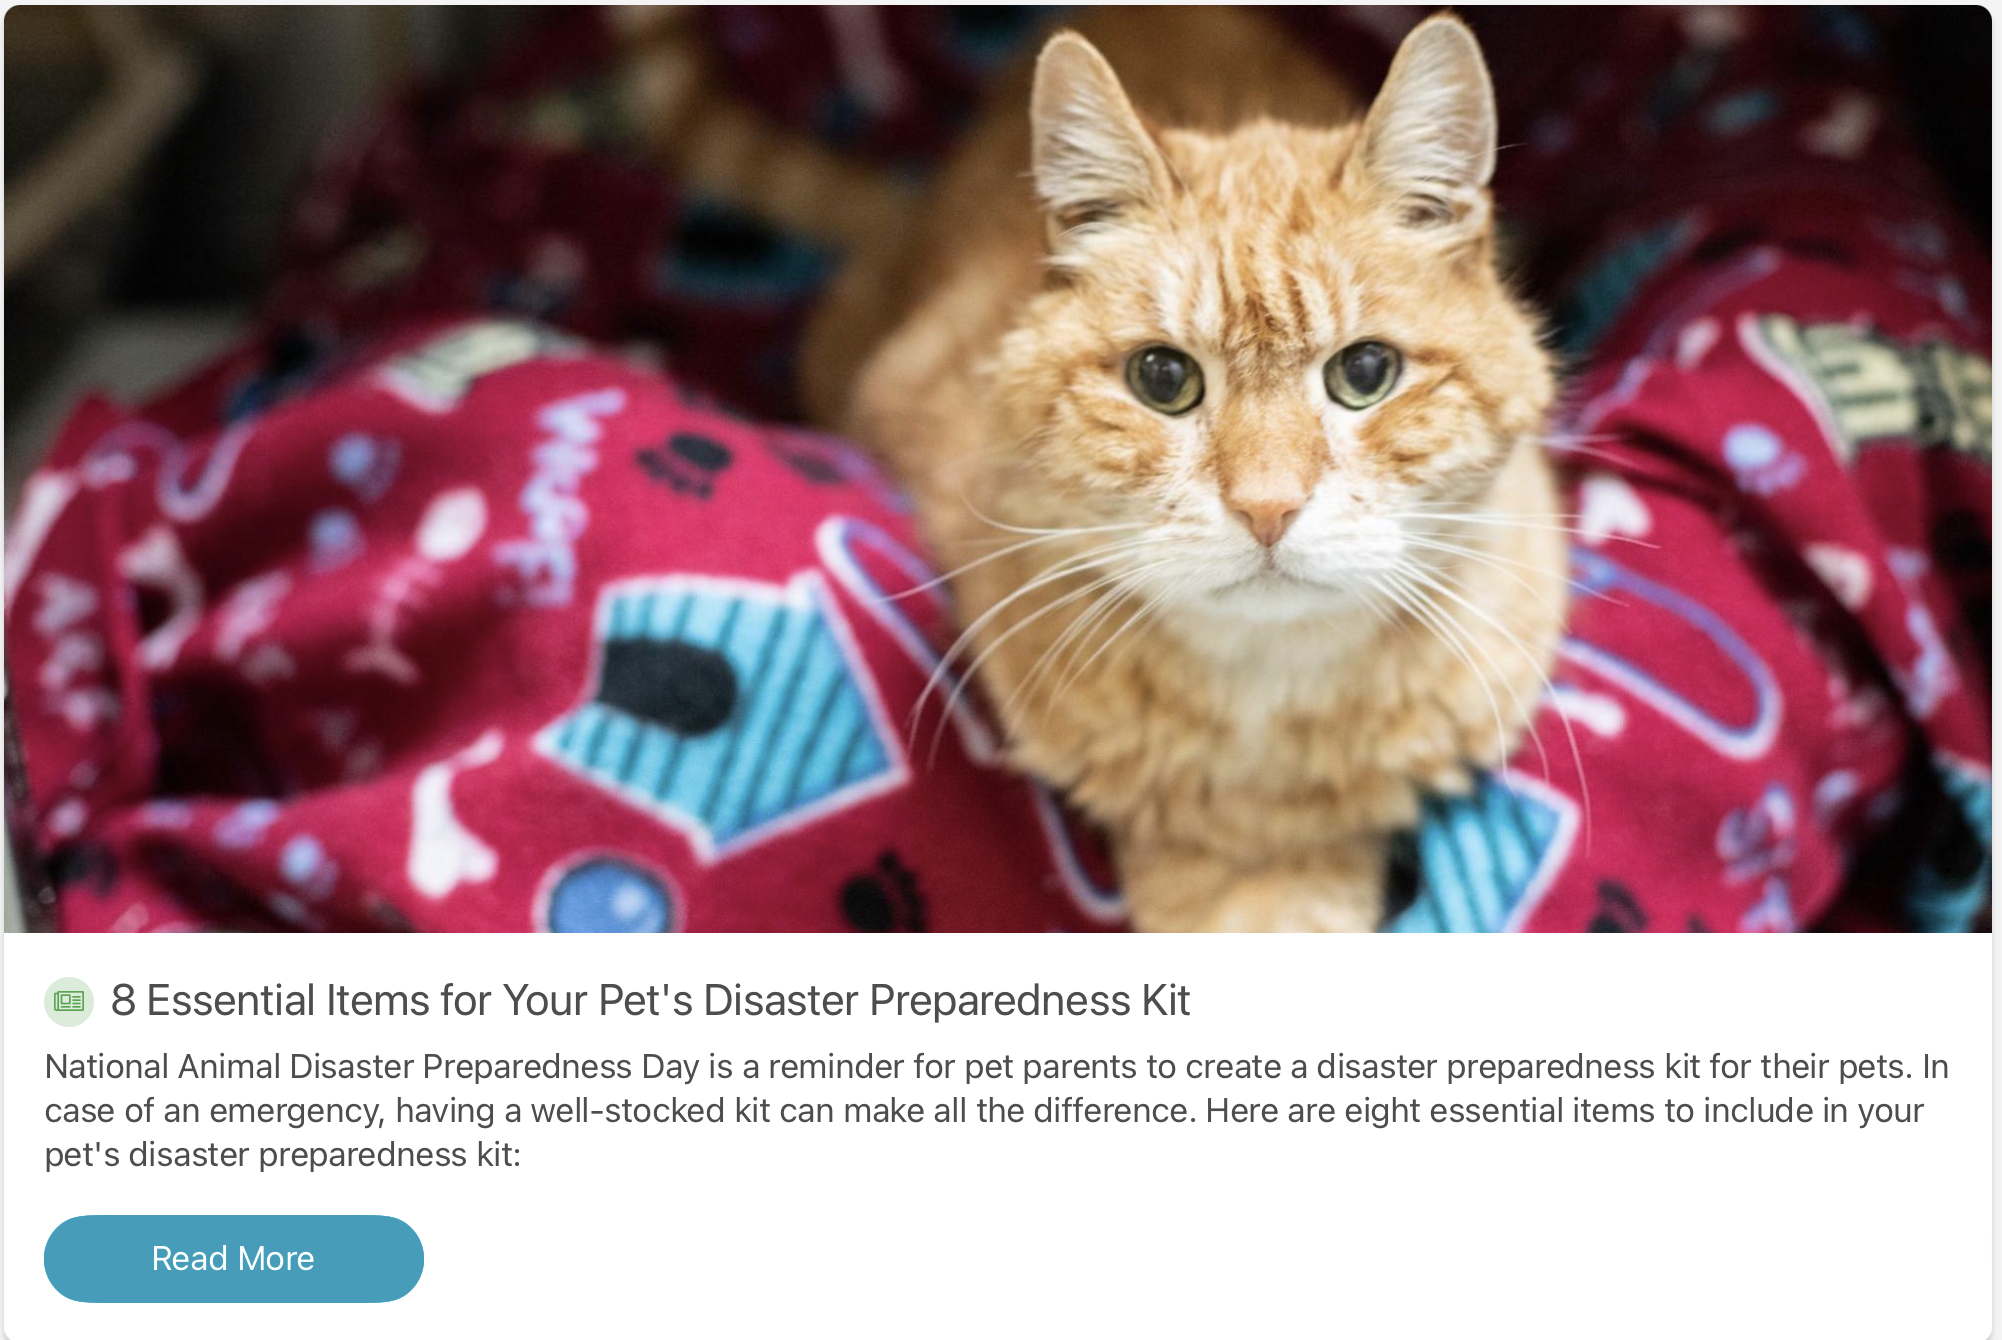 8 Essential Items for Your Pet's Disaster Preparedness Kit
National Animal Disaster Preparedness Day is a reminder for pet parents to create a disaster preparedness kit for their pets. In
case of an emergency, having a well-stocked kit can make all the difference. Here are eight essential items to include in your
pet's disaster preparedness kit:
Read More